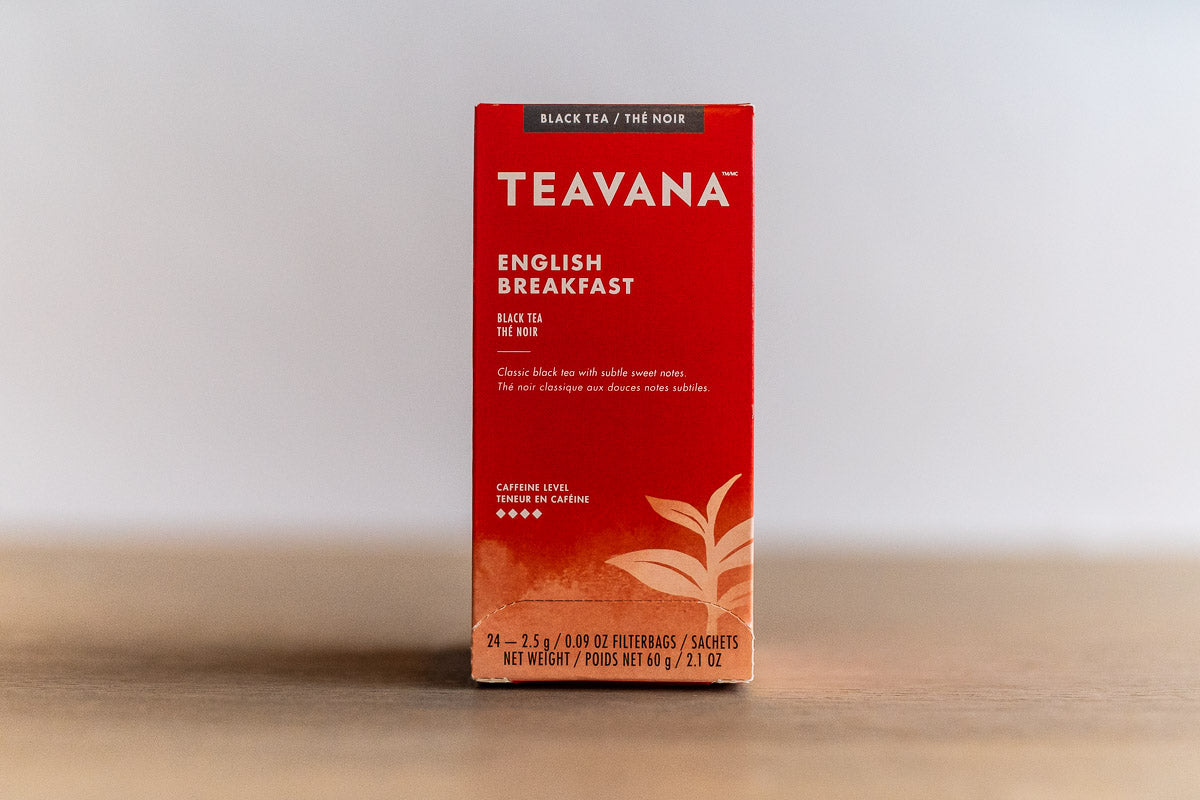 BLACK TEA / THÉ NOIR
TEAVANA™/MC
ENGLISH
BREAKFAST
BLACK TEA
THÉ NOIR
Classic black tea with subtle sweet notes.
Thé noir classique aux douces notes subtiles.
CAFFEINE LEVEL
TENEUR EN CAFÉINE
24 — 2.5 g / 0.09 OZ FILTERBAGS / SACHETS
NET WEIGHT / POIDS NET 60 g / 2.1 OZ